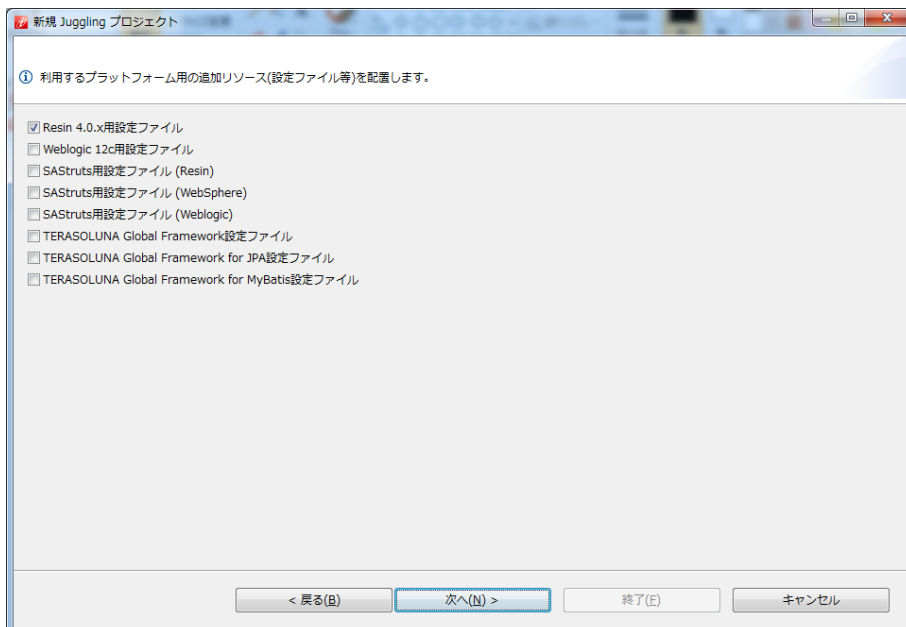 新規 Juggling プロジェクト
利用するプラットフォーム用の追加リソース(設定ファイル等)を配置します。
Resin 4.0.x用設定ファイル
Weblogic 12c用設定ファイル
SAStruts用設定ファイル (Resin)
SAStruts用設定ファイル (WebSphere)
SAStruts用設定ファイル (Weblogic)
TERASOLUNA Global Framework設定ファイル
TERASOLUNA Global Framework for JPA設定ファイル
TERASOLUNA Global Framework for MyBatis設定ファイル
< 戻る(B) 次へ(N) > 終了(F) キャンセル